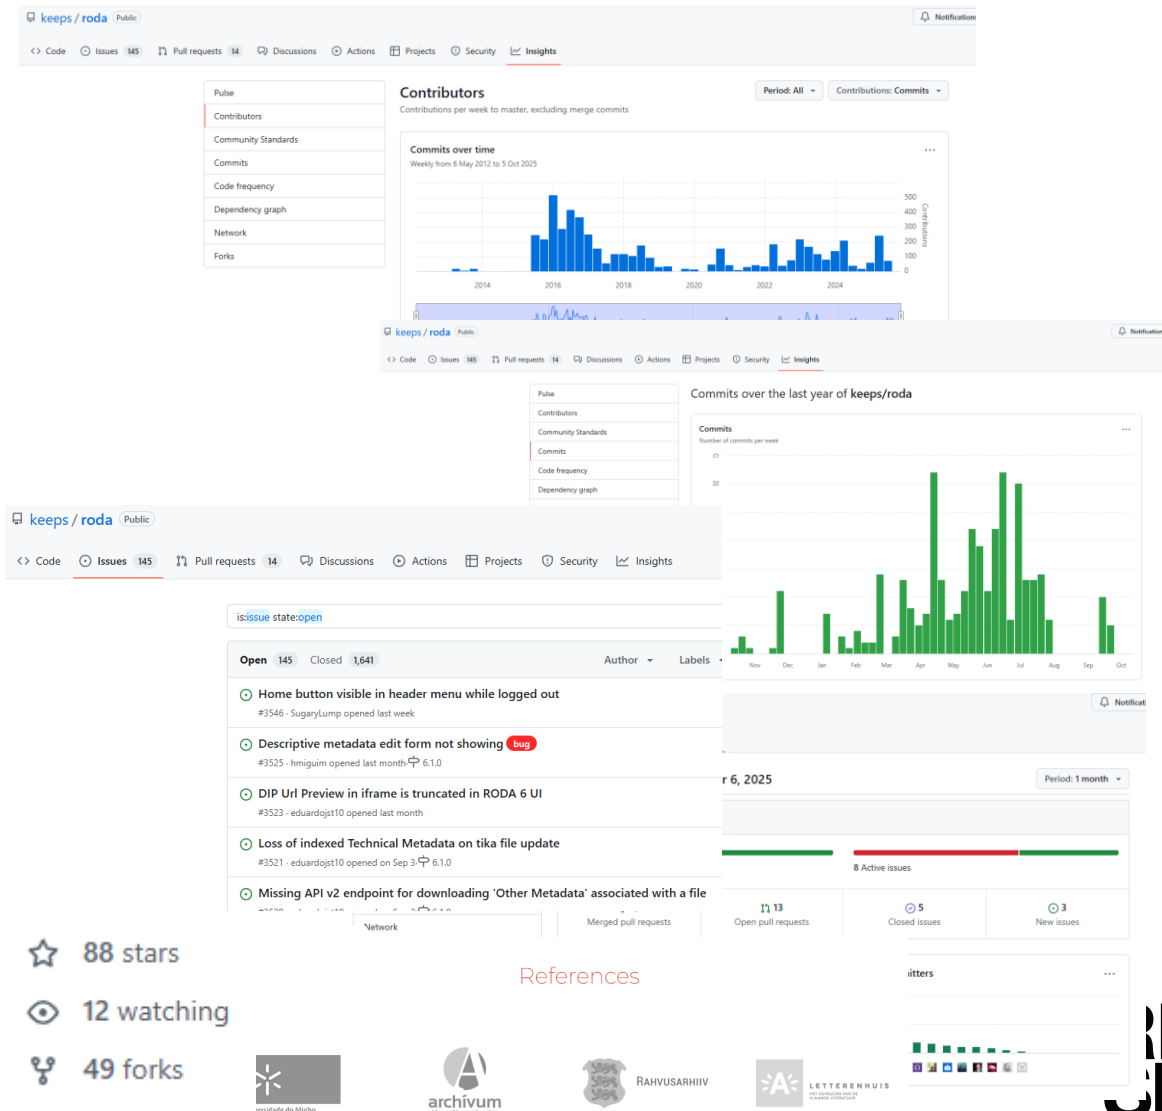 keeps / roda Public
Notification
Code Issues 145 Pull requests 14 Discussions Actions Projects Security Insights
Pulse
Contributors
Community Standards
Commits
Code frequency
Dependency graph
Network
Forks
Contributors
Period: All
Contributions: Commits
Contributions per week to master, excluding merge commits
Commits over time
Weekly from 6 May 2012 to 5 Oct 2025
500
400
300
200
100
0
Contributions
2014 2016 2018 2020 2022 2024
keeps / roda Public
Notification
Code Issues 145 Pull requests 14 Discussions Actions Projects Security Insights
Pulse
Contributors
Community Standards
Commits
Code frequency
Dependency graph
Commits over the last year of keeps/roda
Commits
Number of commits per week
30
Nov Dec Jan Feb Mar Apr May Jun Jul Aug Sep Oct
keeps / roda Public
Code Issues 145 Pull requests 14 Discussions Actions Projects Security Insights
is:issue state:open
Open 145 Closed 1,641 Author Labels
Home button visible in header menu while logged out
#3546 · SugaryLump opened last week
Descriptive metadata edit form not showing bug
#3525 · hmiguim opened last month · 6.1.0
DIP Url Preview in iframe is truncated in RODA 6 UI
#3523 · eduardojst10 opened last month
Loss of indexed Technical Metadata on tika file update
#3521 · eduardojst10 opened on Sep 3 · 6.1.0
Missing API v2 endpoint for downloading 'Other Metadata' associated with a file
Notificat
r 6, 2025
Period: 1 month
8 Active issues
Merged pull requests
13
Open pull requests
5
Closed issues
3
New issues
Network
itters
88 stars
12 watching
49 forks
References
versidade do Minho
archívum
RAHVUSARHIIV
LETTERENHUIS